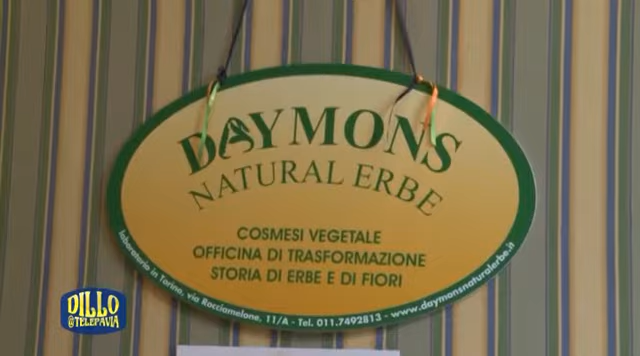 DAYMONS
NATURAL ERBE
COSMESI VEGETALE
OFFICINA DI TRASFORMAZIONE
STORIA DI ERBE E DI FIORI
laboratorio in Torino, via Rocciamelone, 11/A - Tel. 011.7492813 - www.daymonsnaturalerbe.it
DILLO
@TELEPAVIA